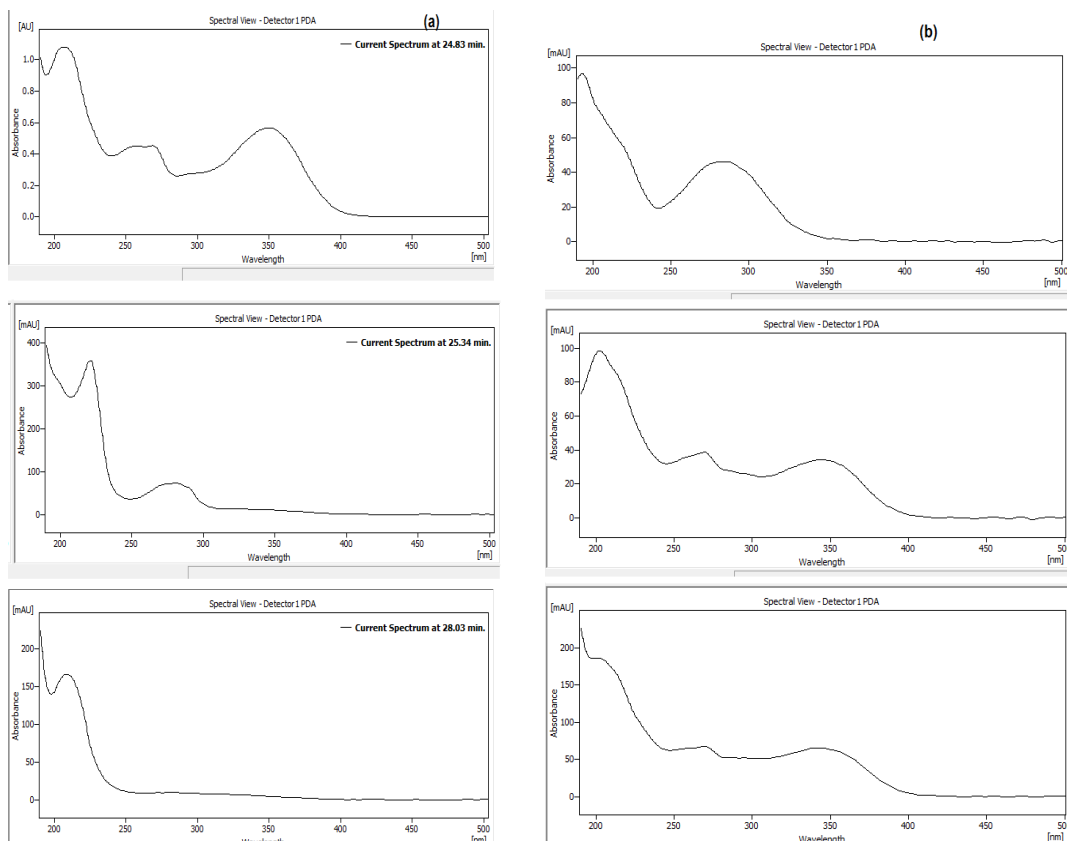 (a)
Spectral View - Detector 1 PDA
[AU]
Current Spectrum at 24.83 min.
1.0
0.8
0.6
0.4
0.2
0.0
Absorbance
200 250 300 350 400 450 500
Wavelength [nm]
Spectral View - Detector 1 PDA
[mAU]
Current Spectrum at 25.34 min.
400
300
200
100
0
Absorbance
200 250 300 350 400 450 500
Wavelength [nm]
Spectral View - Detector 1 PDA
[mAU]
Current Spectrum at 28.03 min.
200
150
100
50
0
Absorbance
200 250 300 350 400 450 500
Wavelength [nm]
(b)
Spectral View - Detector 1 PDA
[mAU]
100
80
60
40
20
0
Absorbance
200 250 300 350 400 450 500
Wavelength [nm]
Spectral View - Detector 1 PDA
[mAU]
100
80
60
40
20
0
Absorbance
200 250 300 350 400 450 500
Wavelength [nm]
Spectral View - Detector 1 PDA
[mAU]
200
150
100
50
0
Absorbance
200 250 300 350 400 450 500
Wavelength [nm]